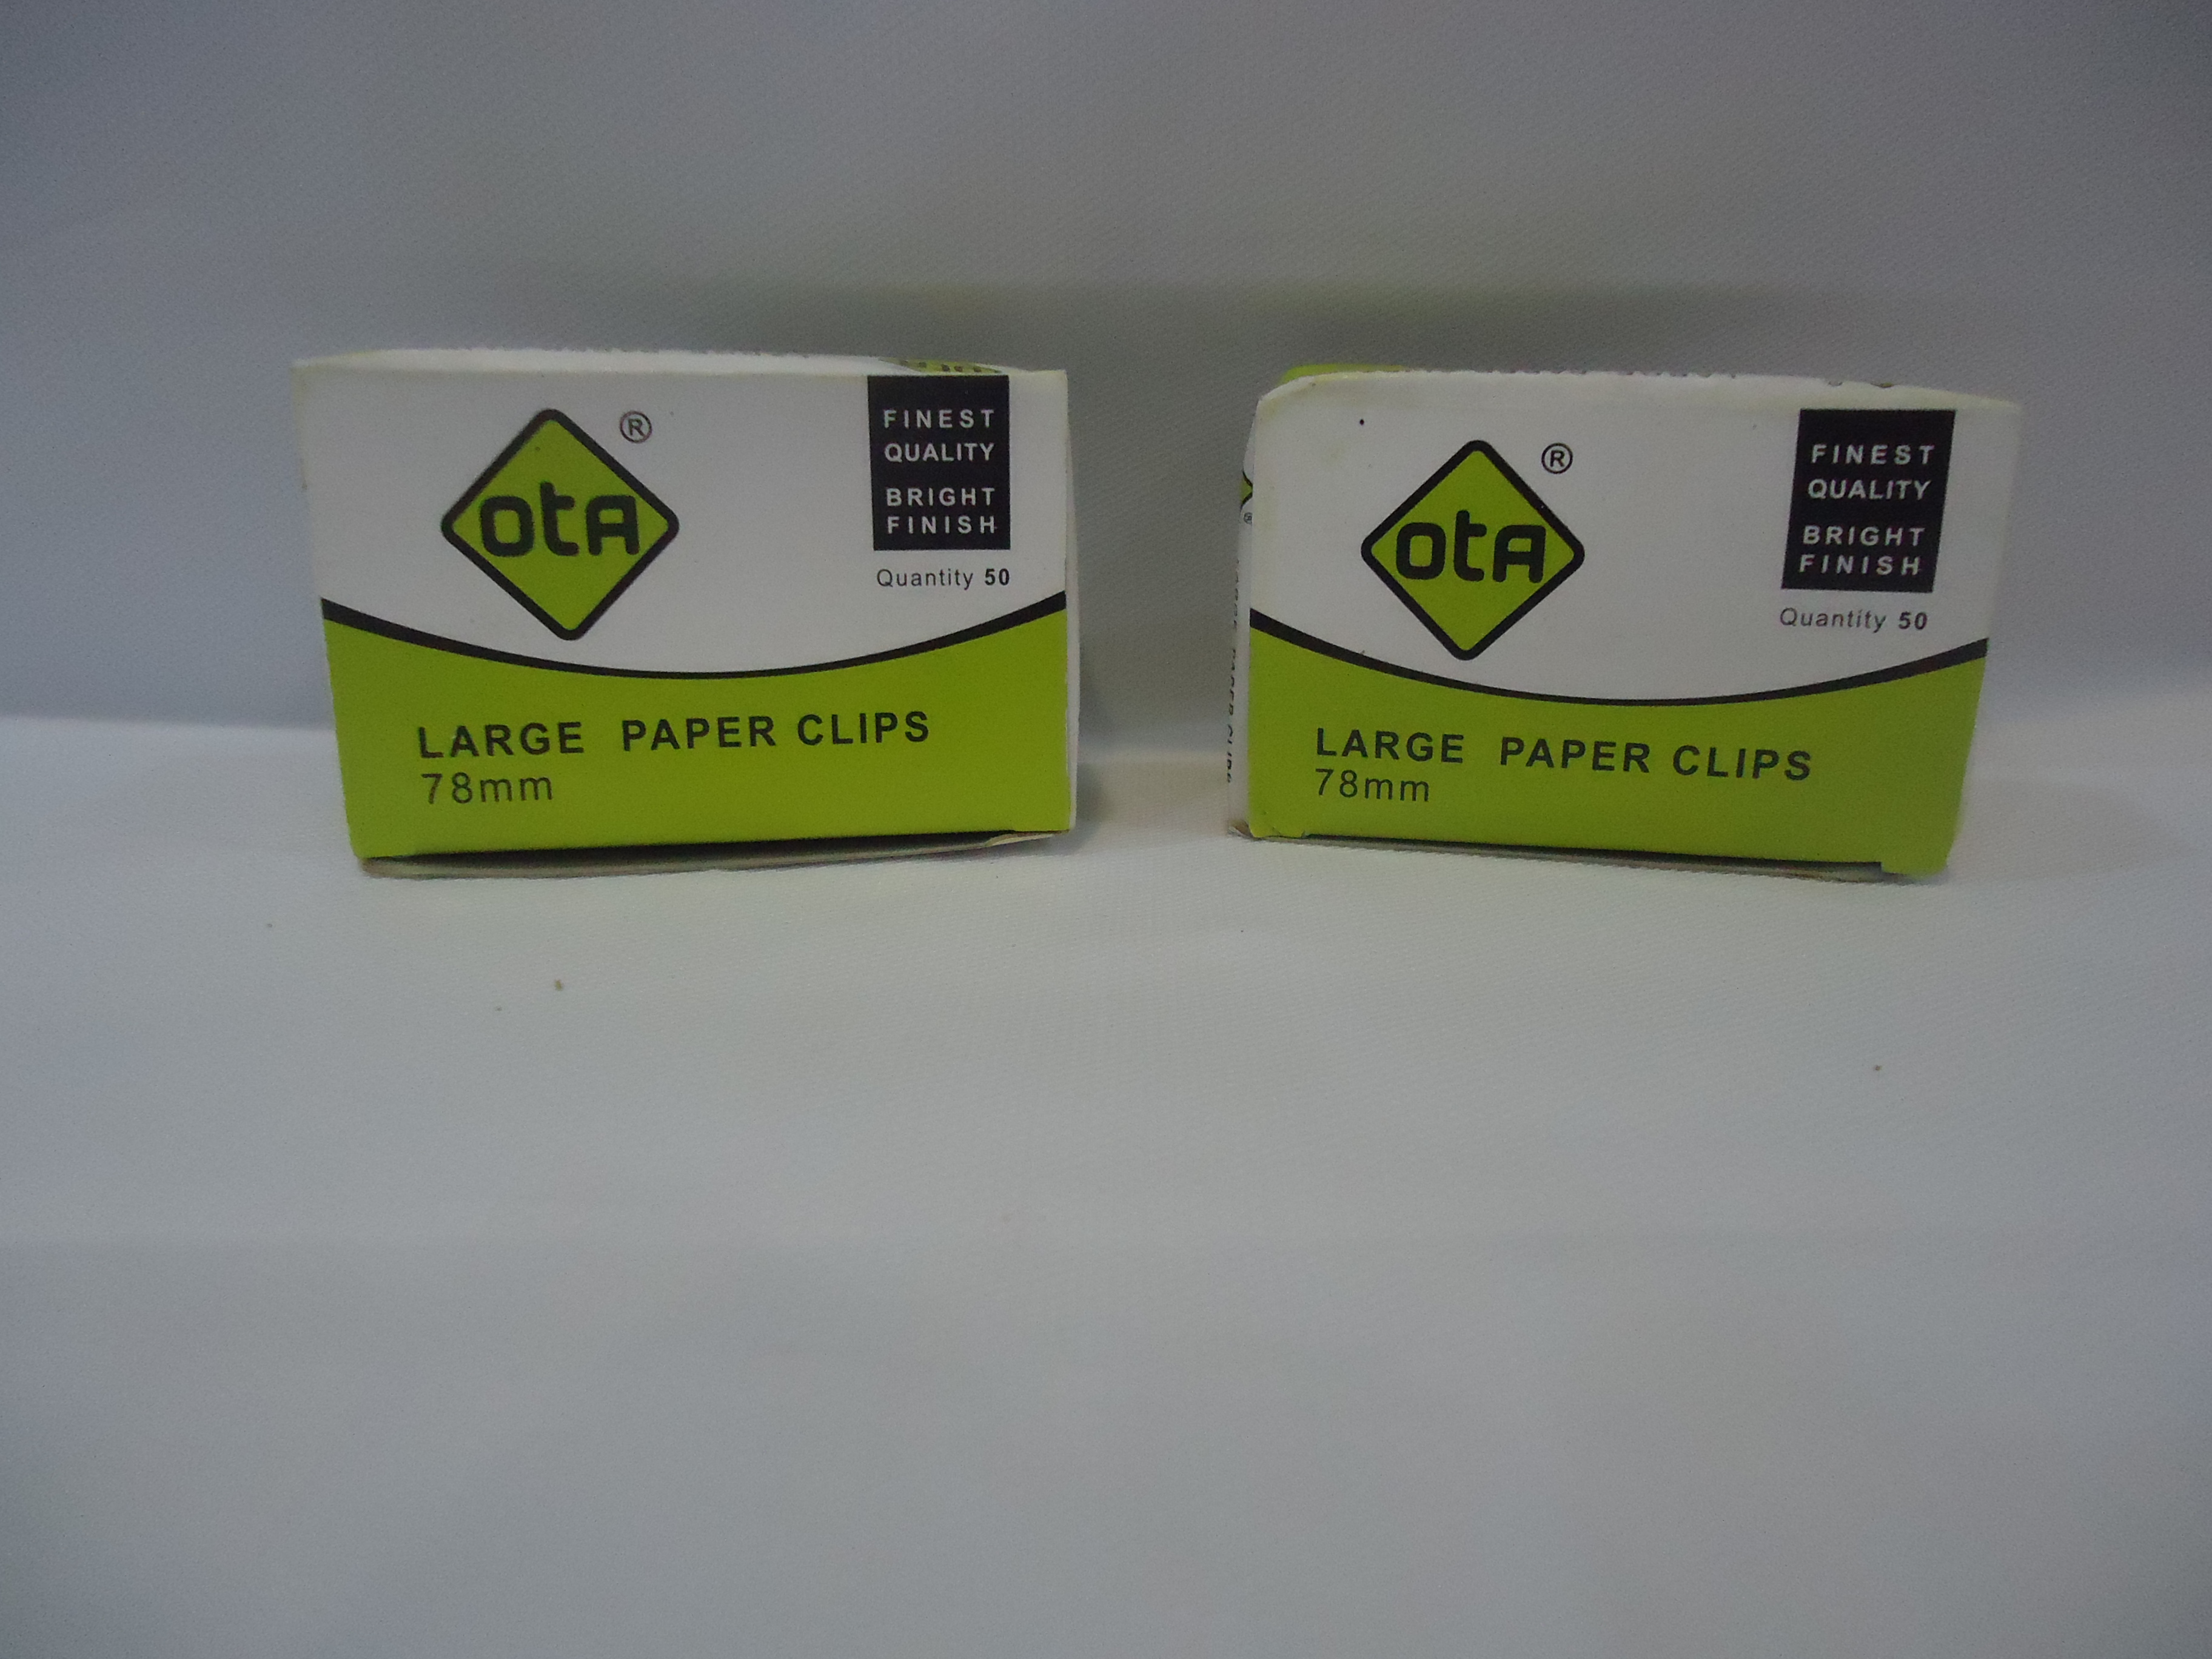 OtA
®
FINEST
QUALITY
BRIGHT
FINISH
Quantity 50
LARGE PAPER CLIPS
78mm
OtA
®
FINEST
QUALITY
BRIGHT
FINISH
Quantity 50
LARGE PAPER CLIPS
78mm